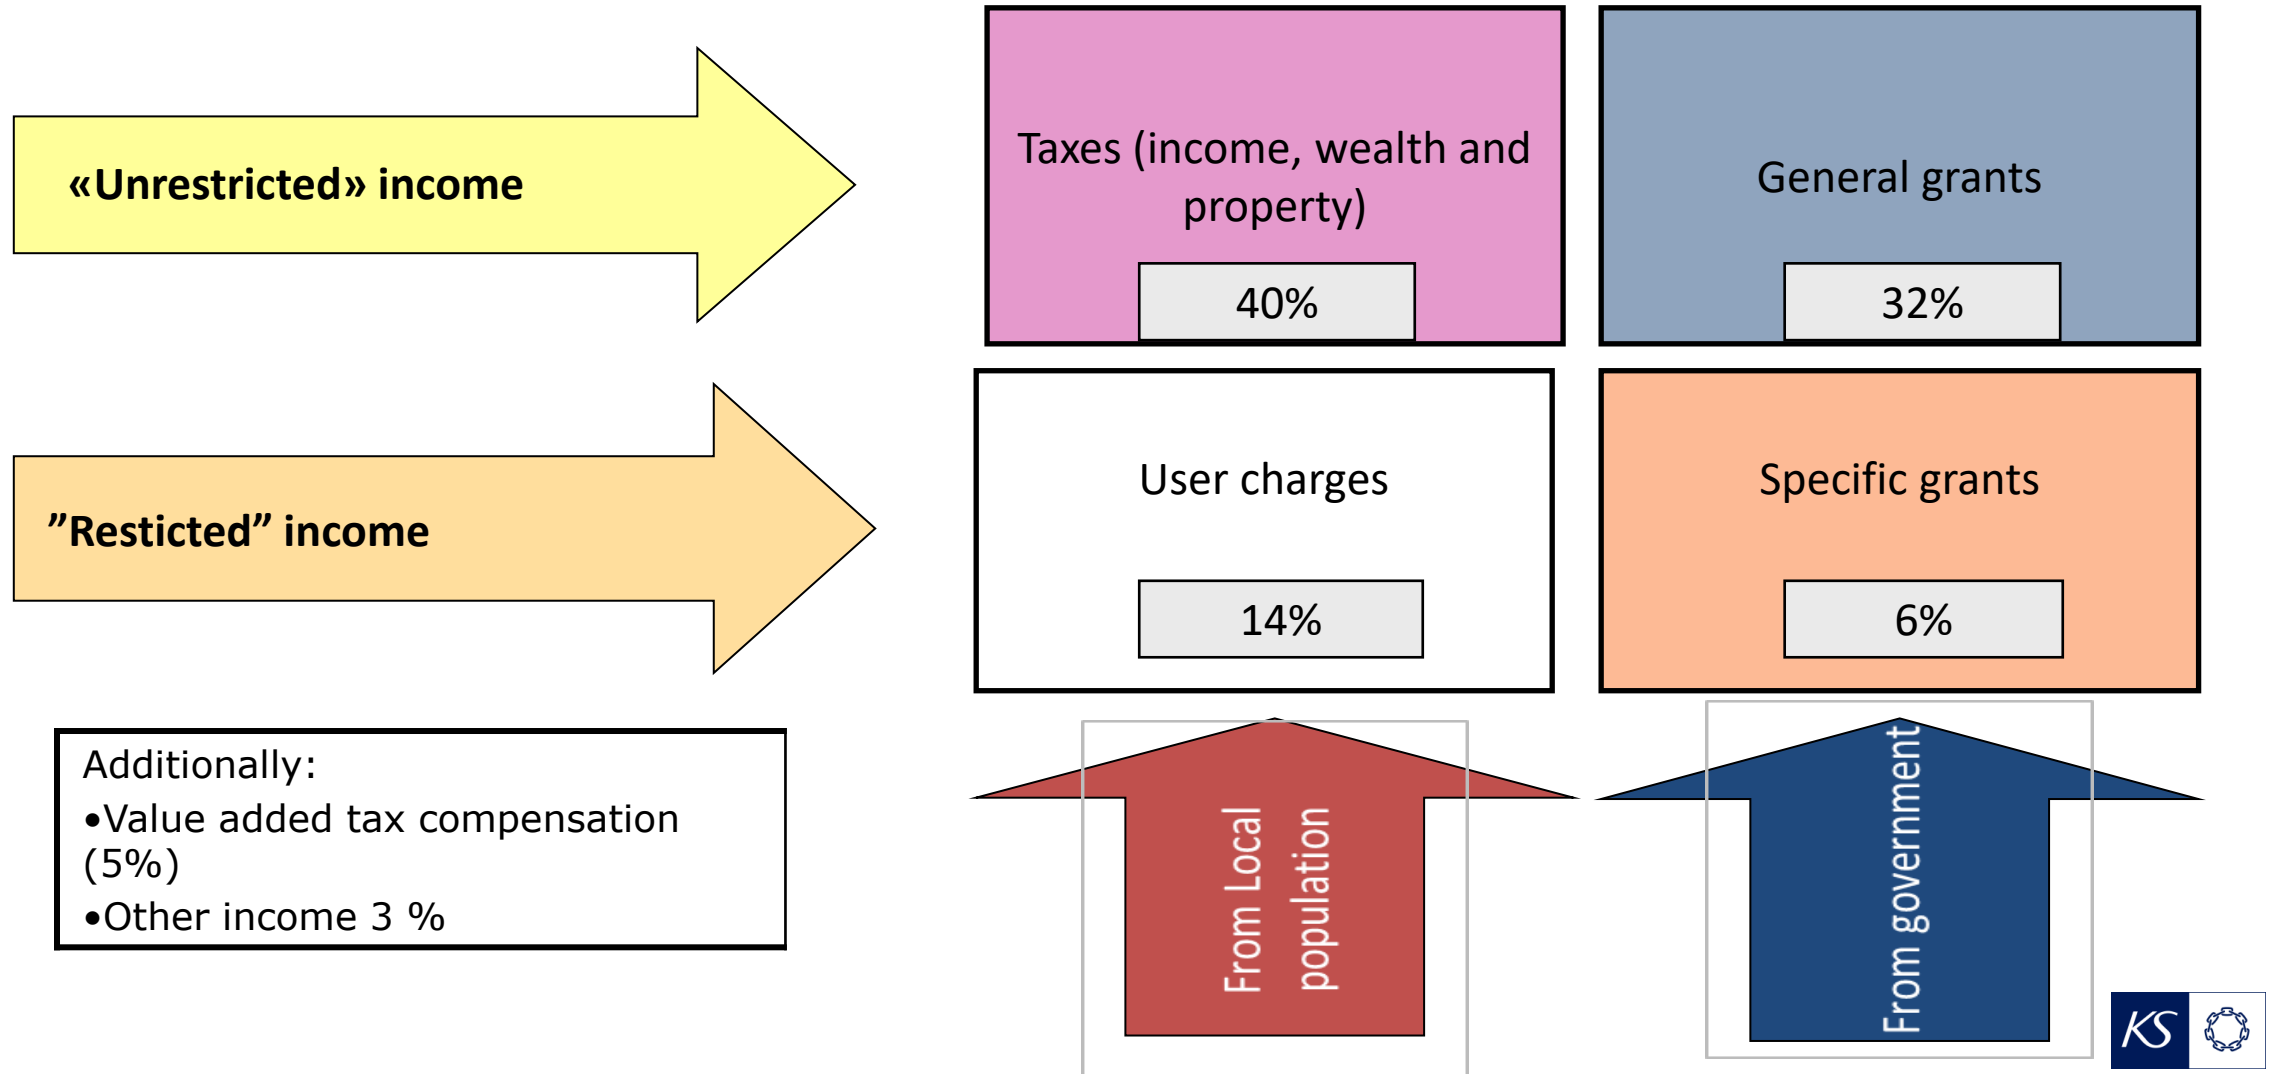 «Unrestricted» income
Taxes (income, wealth and
property)
40%
General grants
32%
”Resticted” income
User charges
14%
Specific grants
6%
Additionally:
•Value added tax compensation
(5%)
•Other income 3 %
From Local
population
From government
KS